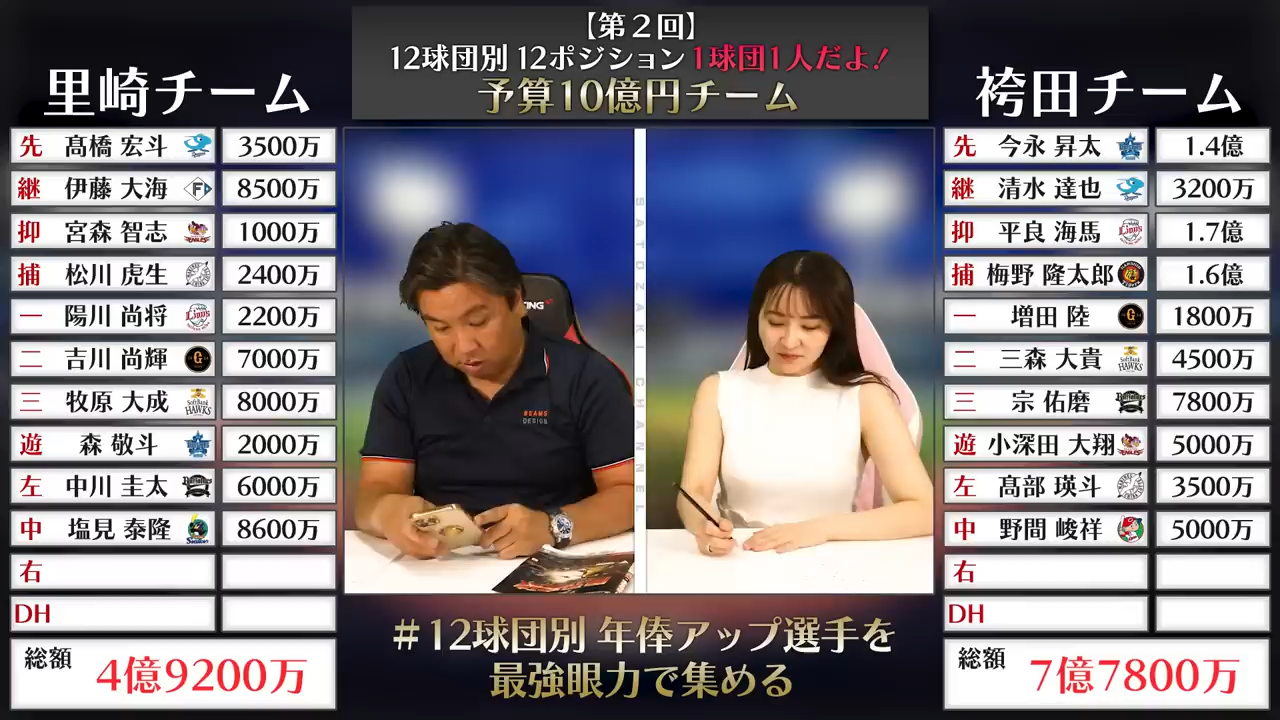 【第２回】
12球団別 12ポジション 1球団1人だよ！
予算10億円チーム
里崎チーム
先 髙橋 宏斗 3500万
継 伊藤 大海 8500万
抑 宮森 智志 1000万
捕 松川 虎生 2400万
一 陽川 尚将 2200万
二 吉川 尚輝 7000万
三 牧原 大成 8000万
遊 森 敬斗 2000万
左 中川 圭太 6000万
中 塩見 泰隆 8600万
右
DH
総額 4億9200万
SATOZAKI CHANNEL
BEAMS
DESIGN
袴田チーム
先 今永 昇太 1.4億
継 清水 達也 3200万
抑 平良 海馬 1.7億
捕 梅野 隆太郎 1.6億
一 増田 陸 1800万
二 三森 大貴 4500万
三 宗 佑磨 7800万
遊 小深田 大翔 5000万
左 髙部 瑛斗 3500万
中 野間 峻祥 5000万
右
DH
総額 7億7800万
＃12球団別 年俸アップ選手を
最強眼力で集める